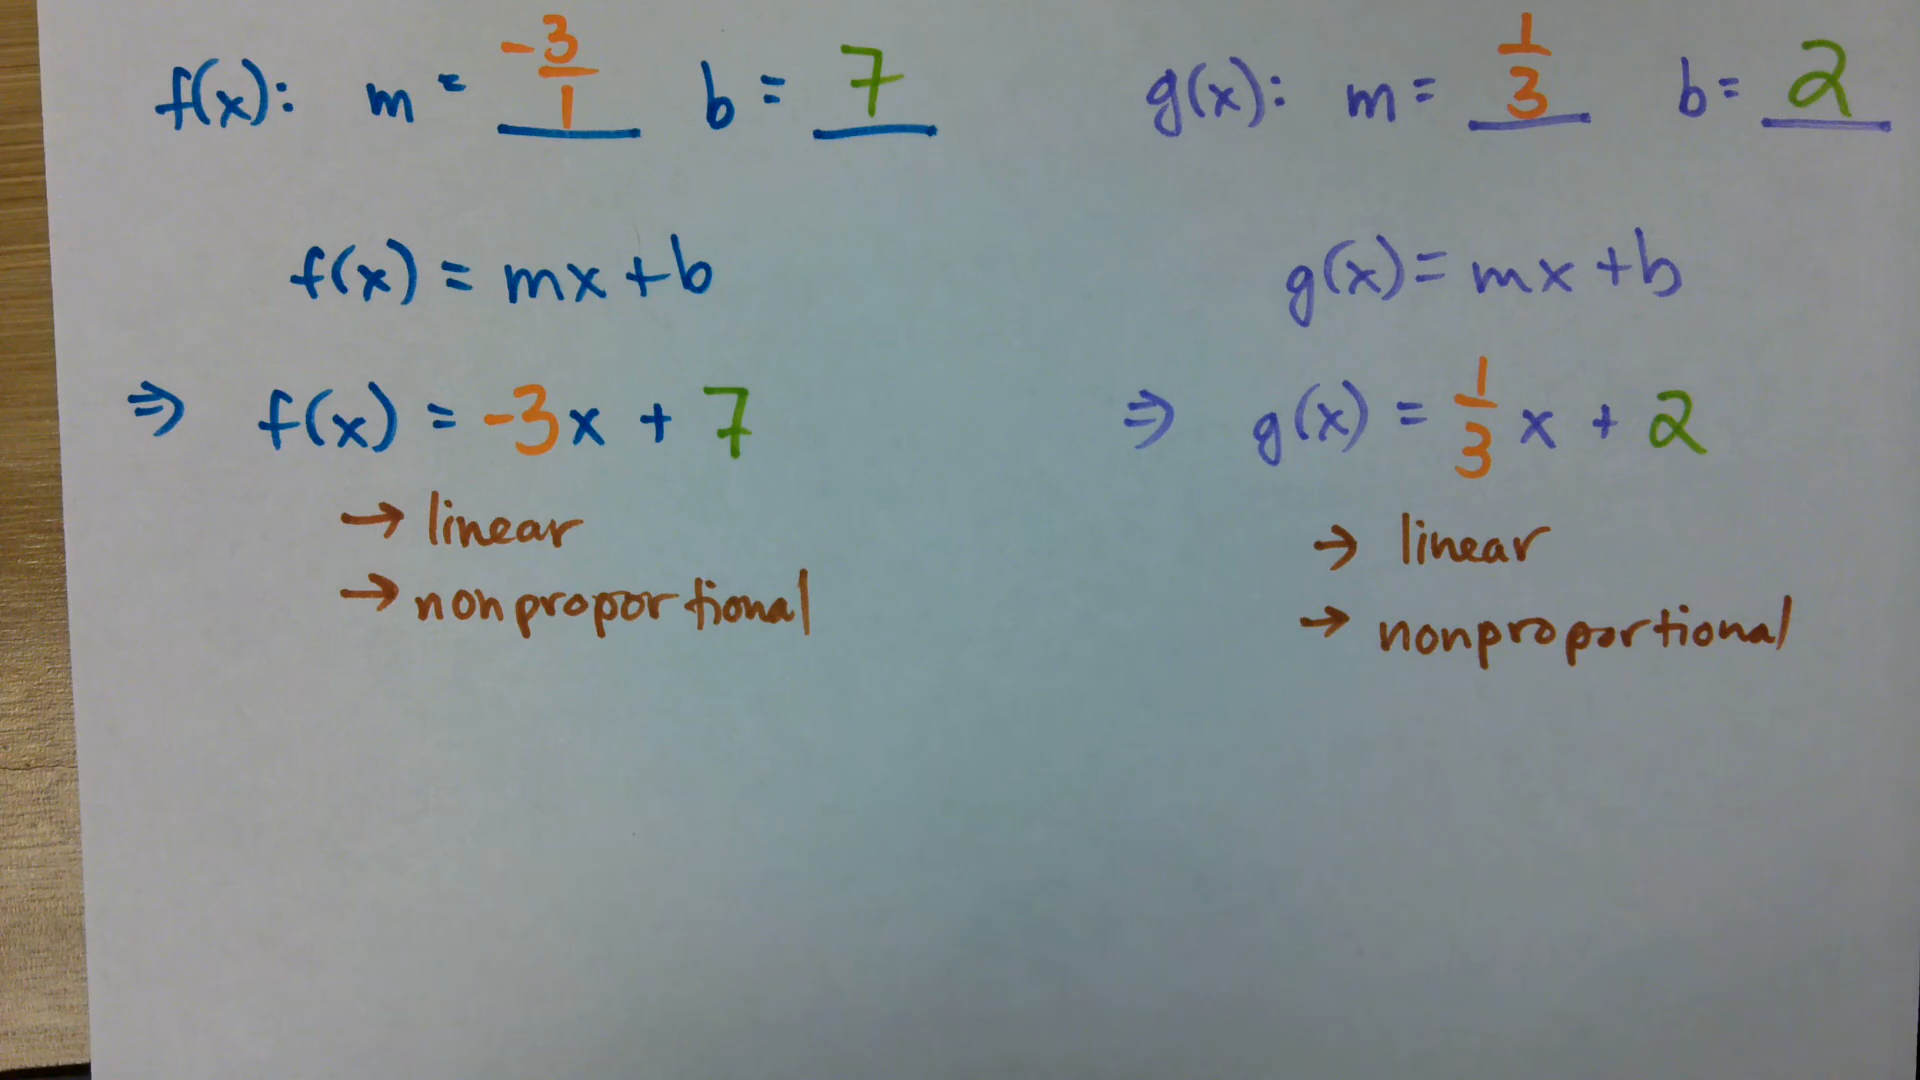 f(x): m = -3/1 b = 7
g(x): m = 1/3 b = 2
f(x) = mx + b
g(x) = mx + b
⇒ f(x) = -3x + 7
⇒ g(x) = 1/3 x + 2
→ linear
→ linear
→ nonproportional
→ nonproportional